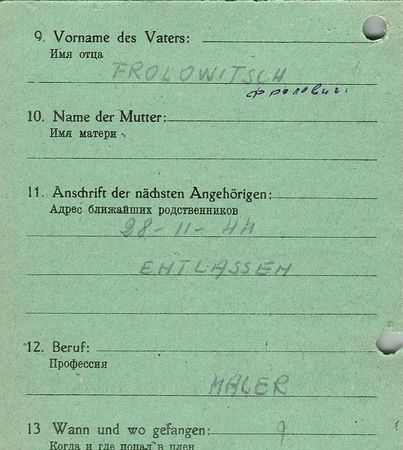 9. Vorname des Vaters:
Имя отца
FROLOWITSCH
Фролович.
10. Name der Mutter:
Имя матери
11. Anschrift der nächsten Angehörigen:
Адрес ближайших родственников
28-11-44
ENTLASSEN
12. Beruf:
Профессия
MALER
13 Wann und wo gefangen:
Когда и где попал в плен